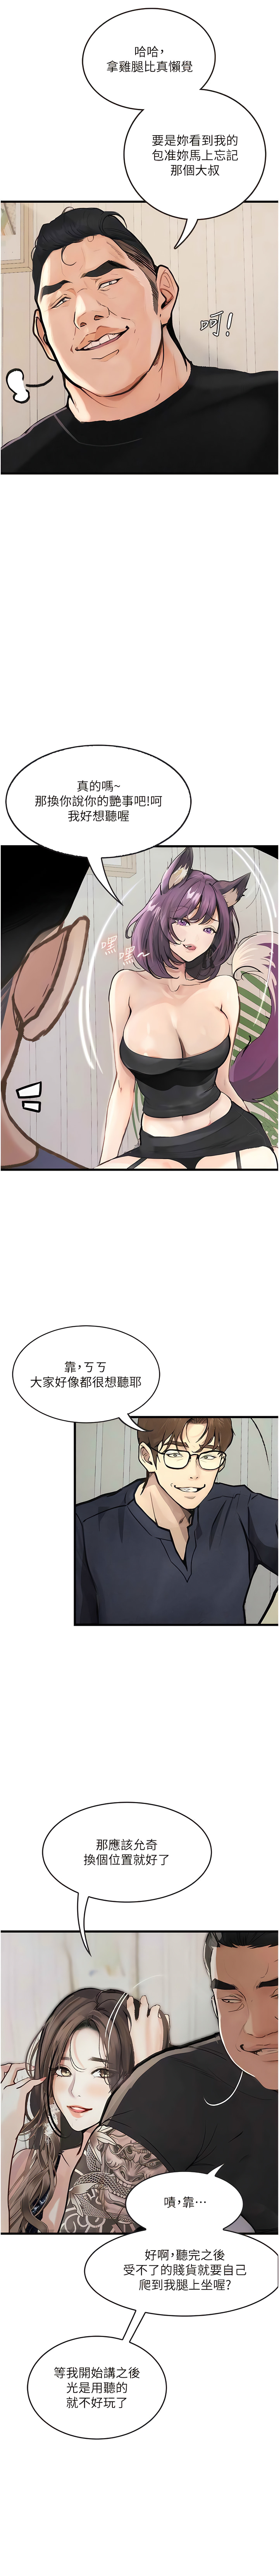 哈哈，
拿雞腿比真懶覺
要是妳看到我的
包准妳馬上忘記
那個大叔
呵!
真的嗎~
那換你說你的艷事吧!呵
我好想聽喔
嘿
嘿~
靠，ㄎㄎ
大家好像都很想聽耶
那應該允奇
換個位置就好了
嘖，靠…
好啊，聽完之後
受不了的賤貨就要自己
爬到我腿上坐喔?
等我開始講之後
光是用聽的
就不好玩了